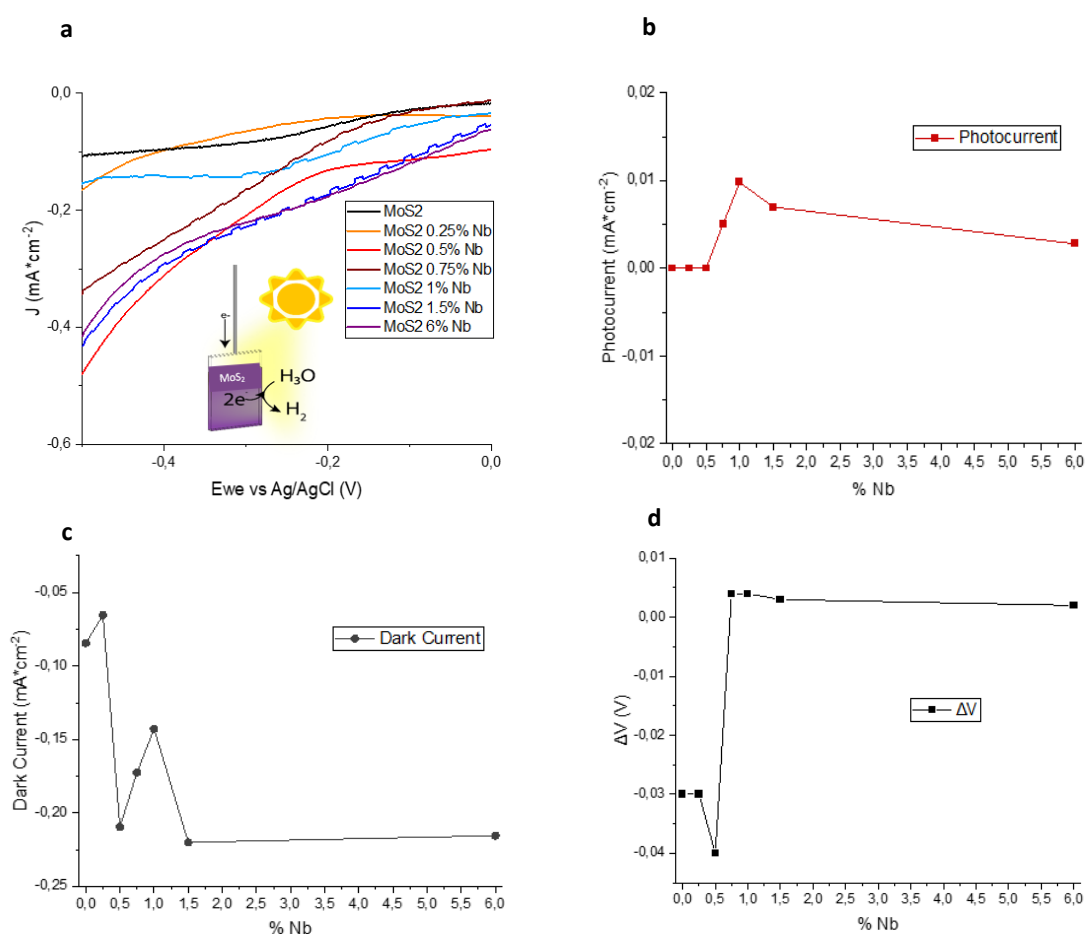 a
0,0
-0,2
-0,4
-0,6
J (mA*cm-2)
-0,4
-0,2
0,0
Ewe vs Ag/AgCl (V)
MoS2
MoS2 0.25% Nb
MoS2 0.5% Nb
MoS2 0.75% Nb
MoS2 1% Nb
MoS2 1.5% Nb
MoS2 6% Nb
e-
MoS2
2e-
H3O
H2
b
0,02
0,01
0,00
-0,01
-0,02
Photocurrent (mA*cm-2)
Photocurrent
0,0 0,5 1,0 1,5 2,0 2,5 3,0 3,5 4,0 4,5 5,0 5,5 6,0
% Nb
c
-0,05
-0,10
-0,15
-0,20
-0,25
Dark Current (mA*cm-2)
Dark Current
0,0 0,5 1,0 1,5 2,0 2,5 3,0 3,5 4,0 4,5 5,0 5,5 6,0
% Nb
d
0,01
0,00
-0,01
-0,02
-0,03
-0,04
ΔV (V)
ΔV
0,0 0,5 1,0 1,5 2,0 2,5 3,0 3,5 4,0 4,5 5,0 5,5 6,0
% Nb